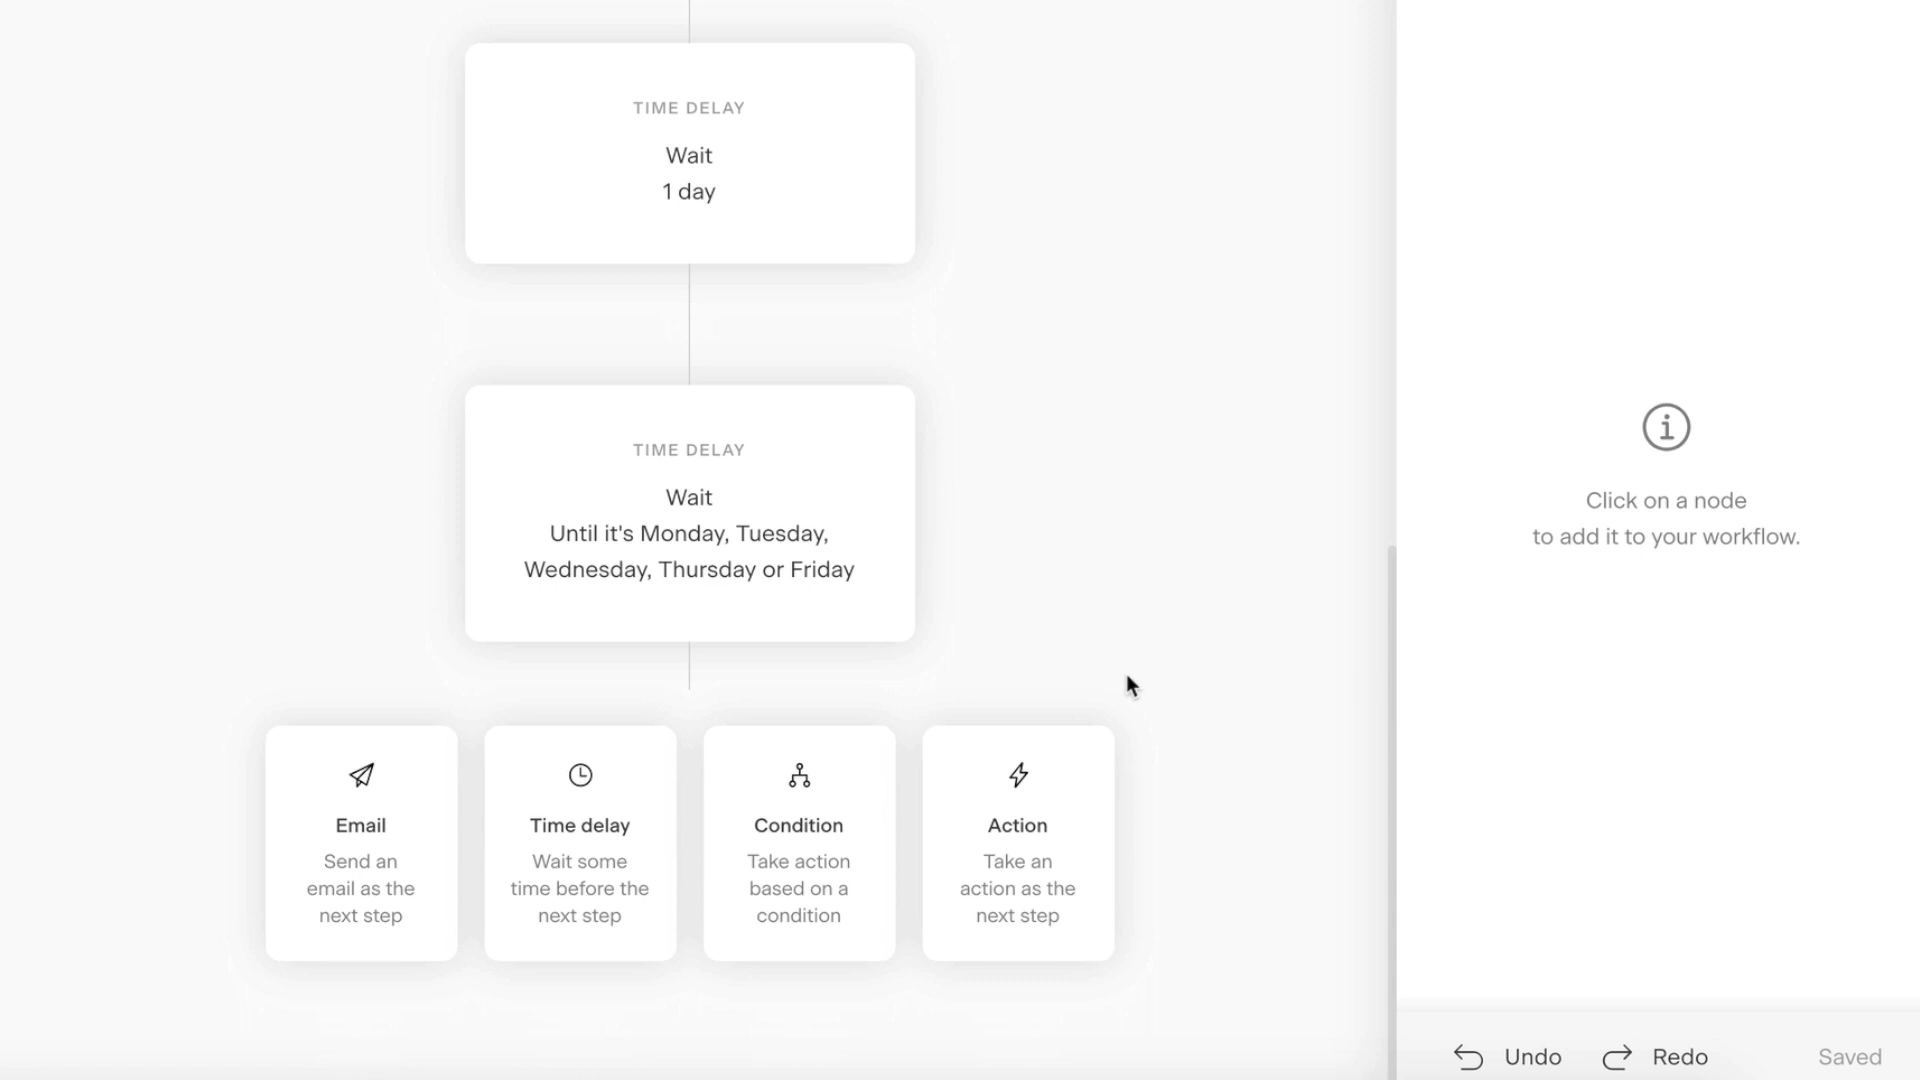 TIME DELAY
Wait
1 day
TIME DELAY
Wait
Until it's Monday, Tuesday,
Wednesday, Thursday or Friday
Email
Send an
email as the
next step
Time delay
Wait some
time before the
next step
Condition
Take action
based on a
condition
Action
Take an
action as the
next step
Click on a node
to add it to your workflow.
Undo
Redo
Saved